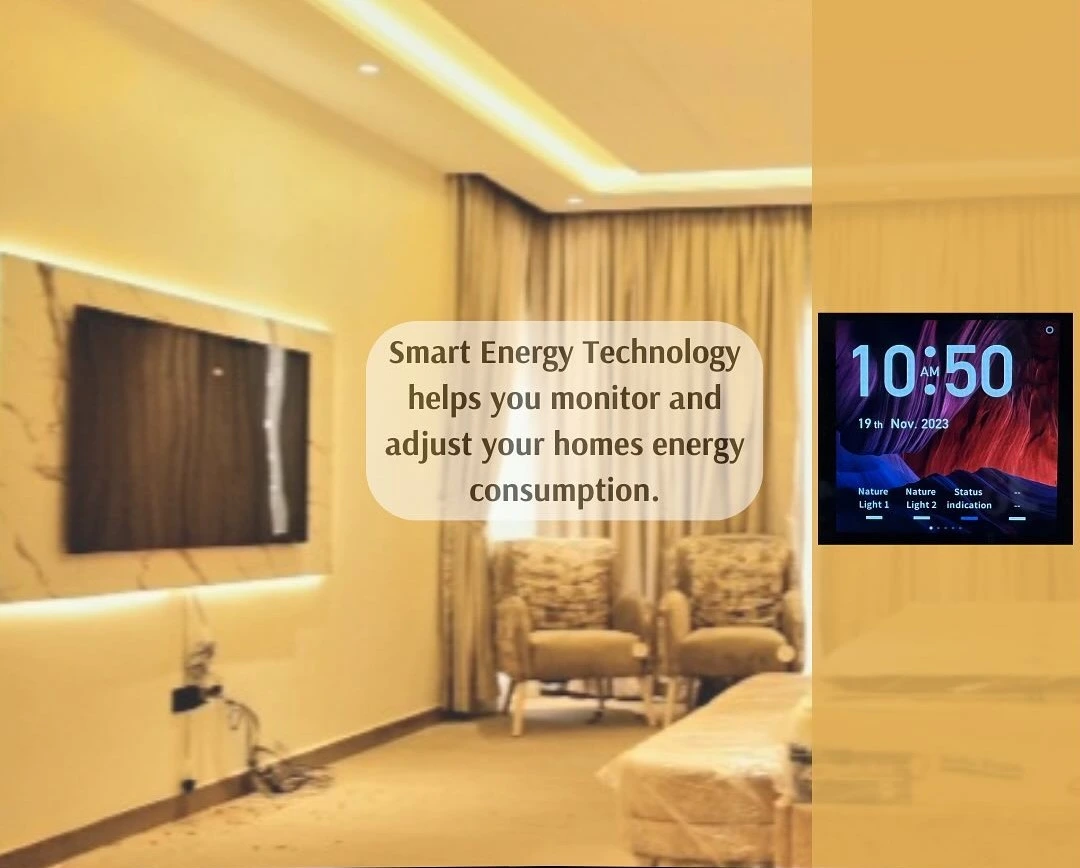 Smart Energy Technology
helps you monitor and
adjust your homes energy
consumption.
10:50
AM
19th Nov. 2023
Nature Light 1
Nature Light 2
Status indication
--
--